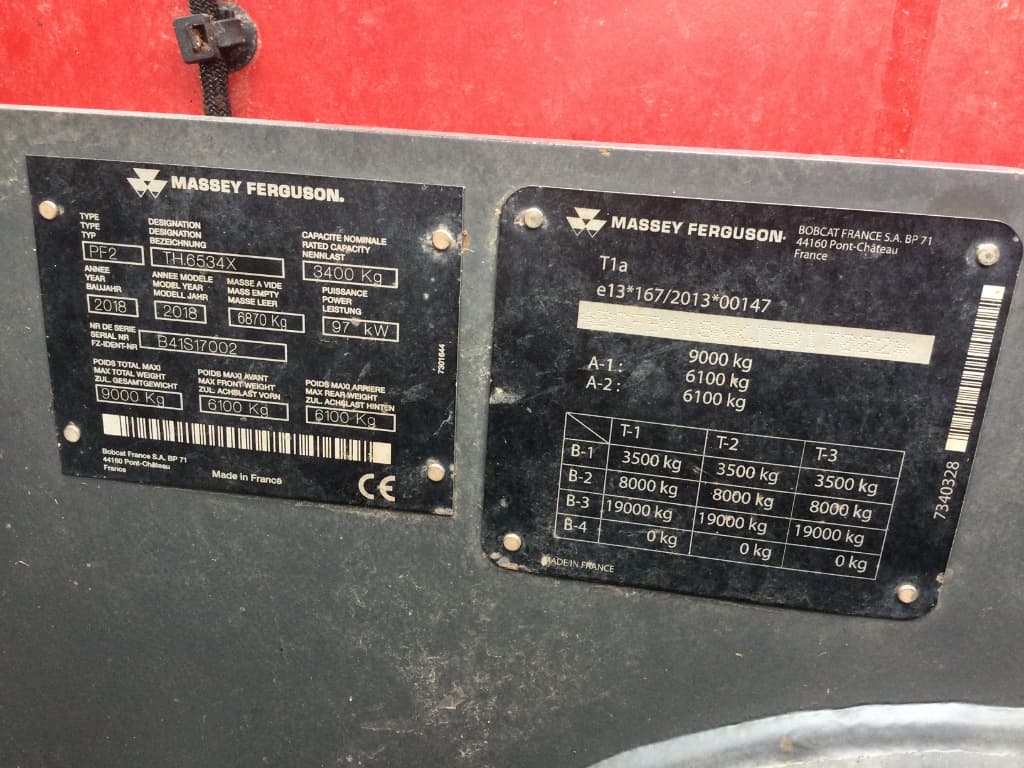 MASSEY FERGUSON.
TYPE
TYPE
TYP
PF2
DESIGNATION
DESIGNATION
BEZEICHNUNG
TH.6534X
CAPACITE NOMINALE
RATED CAPACITY
NENNLAST
3400 Kg
ANNEE
YEAR
BAUJAHR
2018
ANNEE MODELE
MODEL YEAR
MODELL JAHR
2018
MASSE A VIDE
MASS EMPTY
MASSE LEER
6870 Kg
PUISSANCE
POWER
LEISTUNG
97 kW
NR DE SERIE
SERIAL NR
FZ-IDENT-NR
B41S17002
POIDS TOTAL MAXI
MAX TOTAL WEIGHT
ZUL. GESAMTGEWICHT
9000 Kg
POIDS MAXI AVANT
MAX FRONT WEIGHT
ZUL. ACHSLAST VORN
6100 Kg
POIDS MAXI ARRIERE
MAX REAR WEIGHT
ZUL. ACHSLAST HINTEN
6100 Kg
7301644
Bobcat France S.A. BP 71
44160 Pont-Château
France
Made in France
CE
MASSEY FERGUSON.
BOBCAT FRANCE S.A. BP 71
44160 Pont-Château
France
T1a
e13*167/2013*00147
9000 kg
A-1: 6100 kg
A-2: 6100 kg
T-1 T-2 T-3
B-1 3500 kg 3500 kg 3500 kg
B-2 8000 kg 8000 kg 8000 kg
B-3 19000 kg 19000 kg 19000 kg
B-4 0 kg 0 kg 0 kg
7340328
MADE IN FRANCE